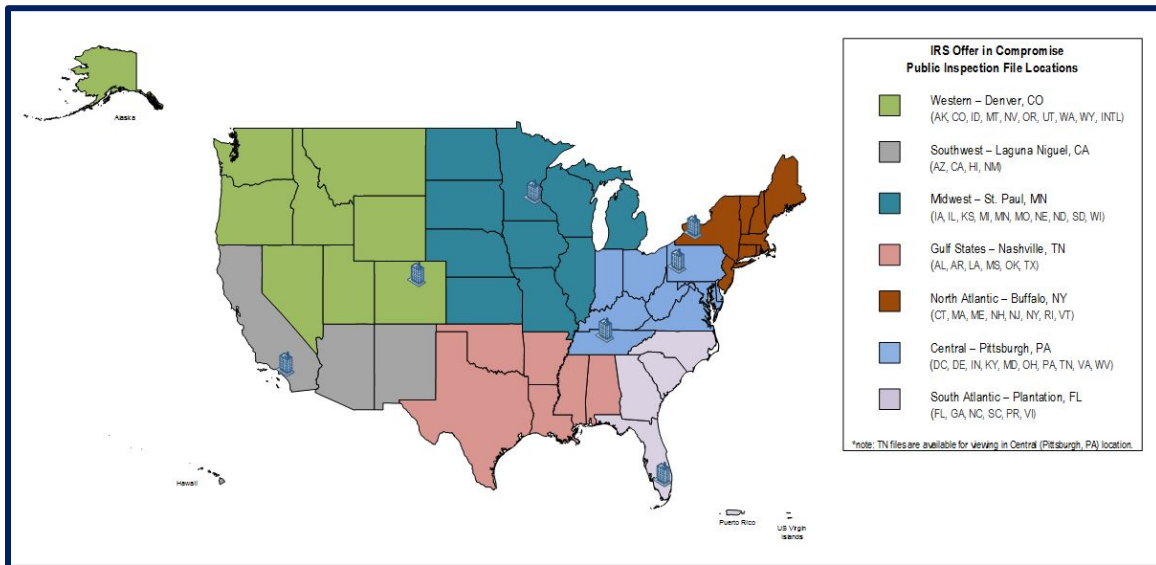 IRS Offer in Compromise
Public Inspection File Locations
Western – Denver, CO
(AK, CO, ID, MT, NV, OR, UT, WA, WY, INTL)
Southwest – Laguna Niguel, CA
(AZ, CA, HI, NM)
Midwest – St. Paul, MN
(IA, IL, KS, MI, MN, MO, NE, ND, SD, WI)
Gulf States – Nashville, TN
(AL, AR, LA, MS, OK, TX)
North Atlantic – Buffalo, NY
(CT, MA, ME, NH, NJ, NY, RI, VT)
Central – Pittsburgh, PA
(DC, DE, IN, KY, MD, OH, PA, TN, VA, WV)
South Atlantic – Plantation, FL
(FL, GA, NC, SC, PR, VI)
*note: TN files are available for viewing in Central (Pittsburgh, PA) location.
Alaska
Hawaii
Puerto Rico
US Virgin
Islands